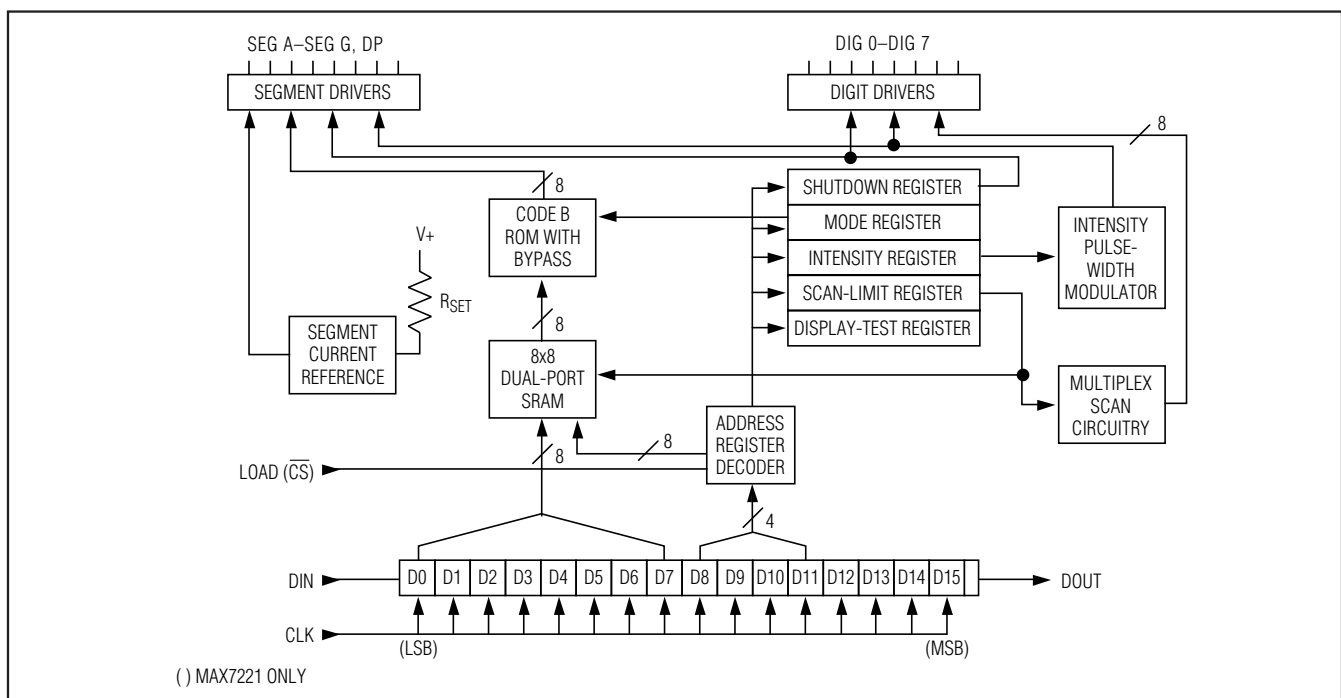 SEG A–SEG G, DP
DIG 0–DIG 7
SEGMENT DRIVERS
DIGIT DRIVERS
8
8
CODE B
ROM WITH
BYPASS
SHUTDOWN REGISTER
MODE REGISTER
INTENSITY REGISTER
SCAN-LIMIT REGISTER
DISPLAY-TEST REGISTER
INTENSITY
PULSE-
WIDTH
MODULATOR
V+
RSET
SEGMENT
CURRENT
REFERENCE
8
8x8
DUAL-PORT
SRAM
MULTIPLEX
SCAN
CIRCUITRY
ADDRESS
REGISTER
DECODER
8
8
LOAD (C̅S̅)
4
DIN
D0 D1 D2 D3 D4 D5 D6 D7 D8 D9 D10 D11 D12 D13 D14 D15
DOUT
CLK
(LSB)
(MSB)
( ) MAX7221 ONLY